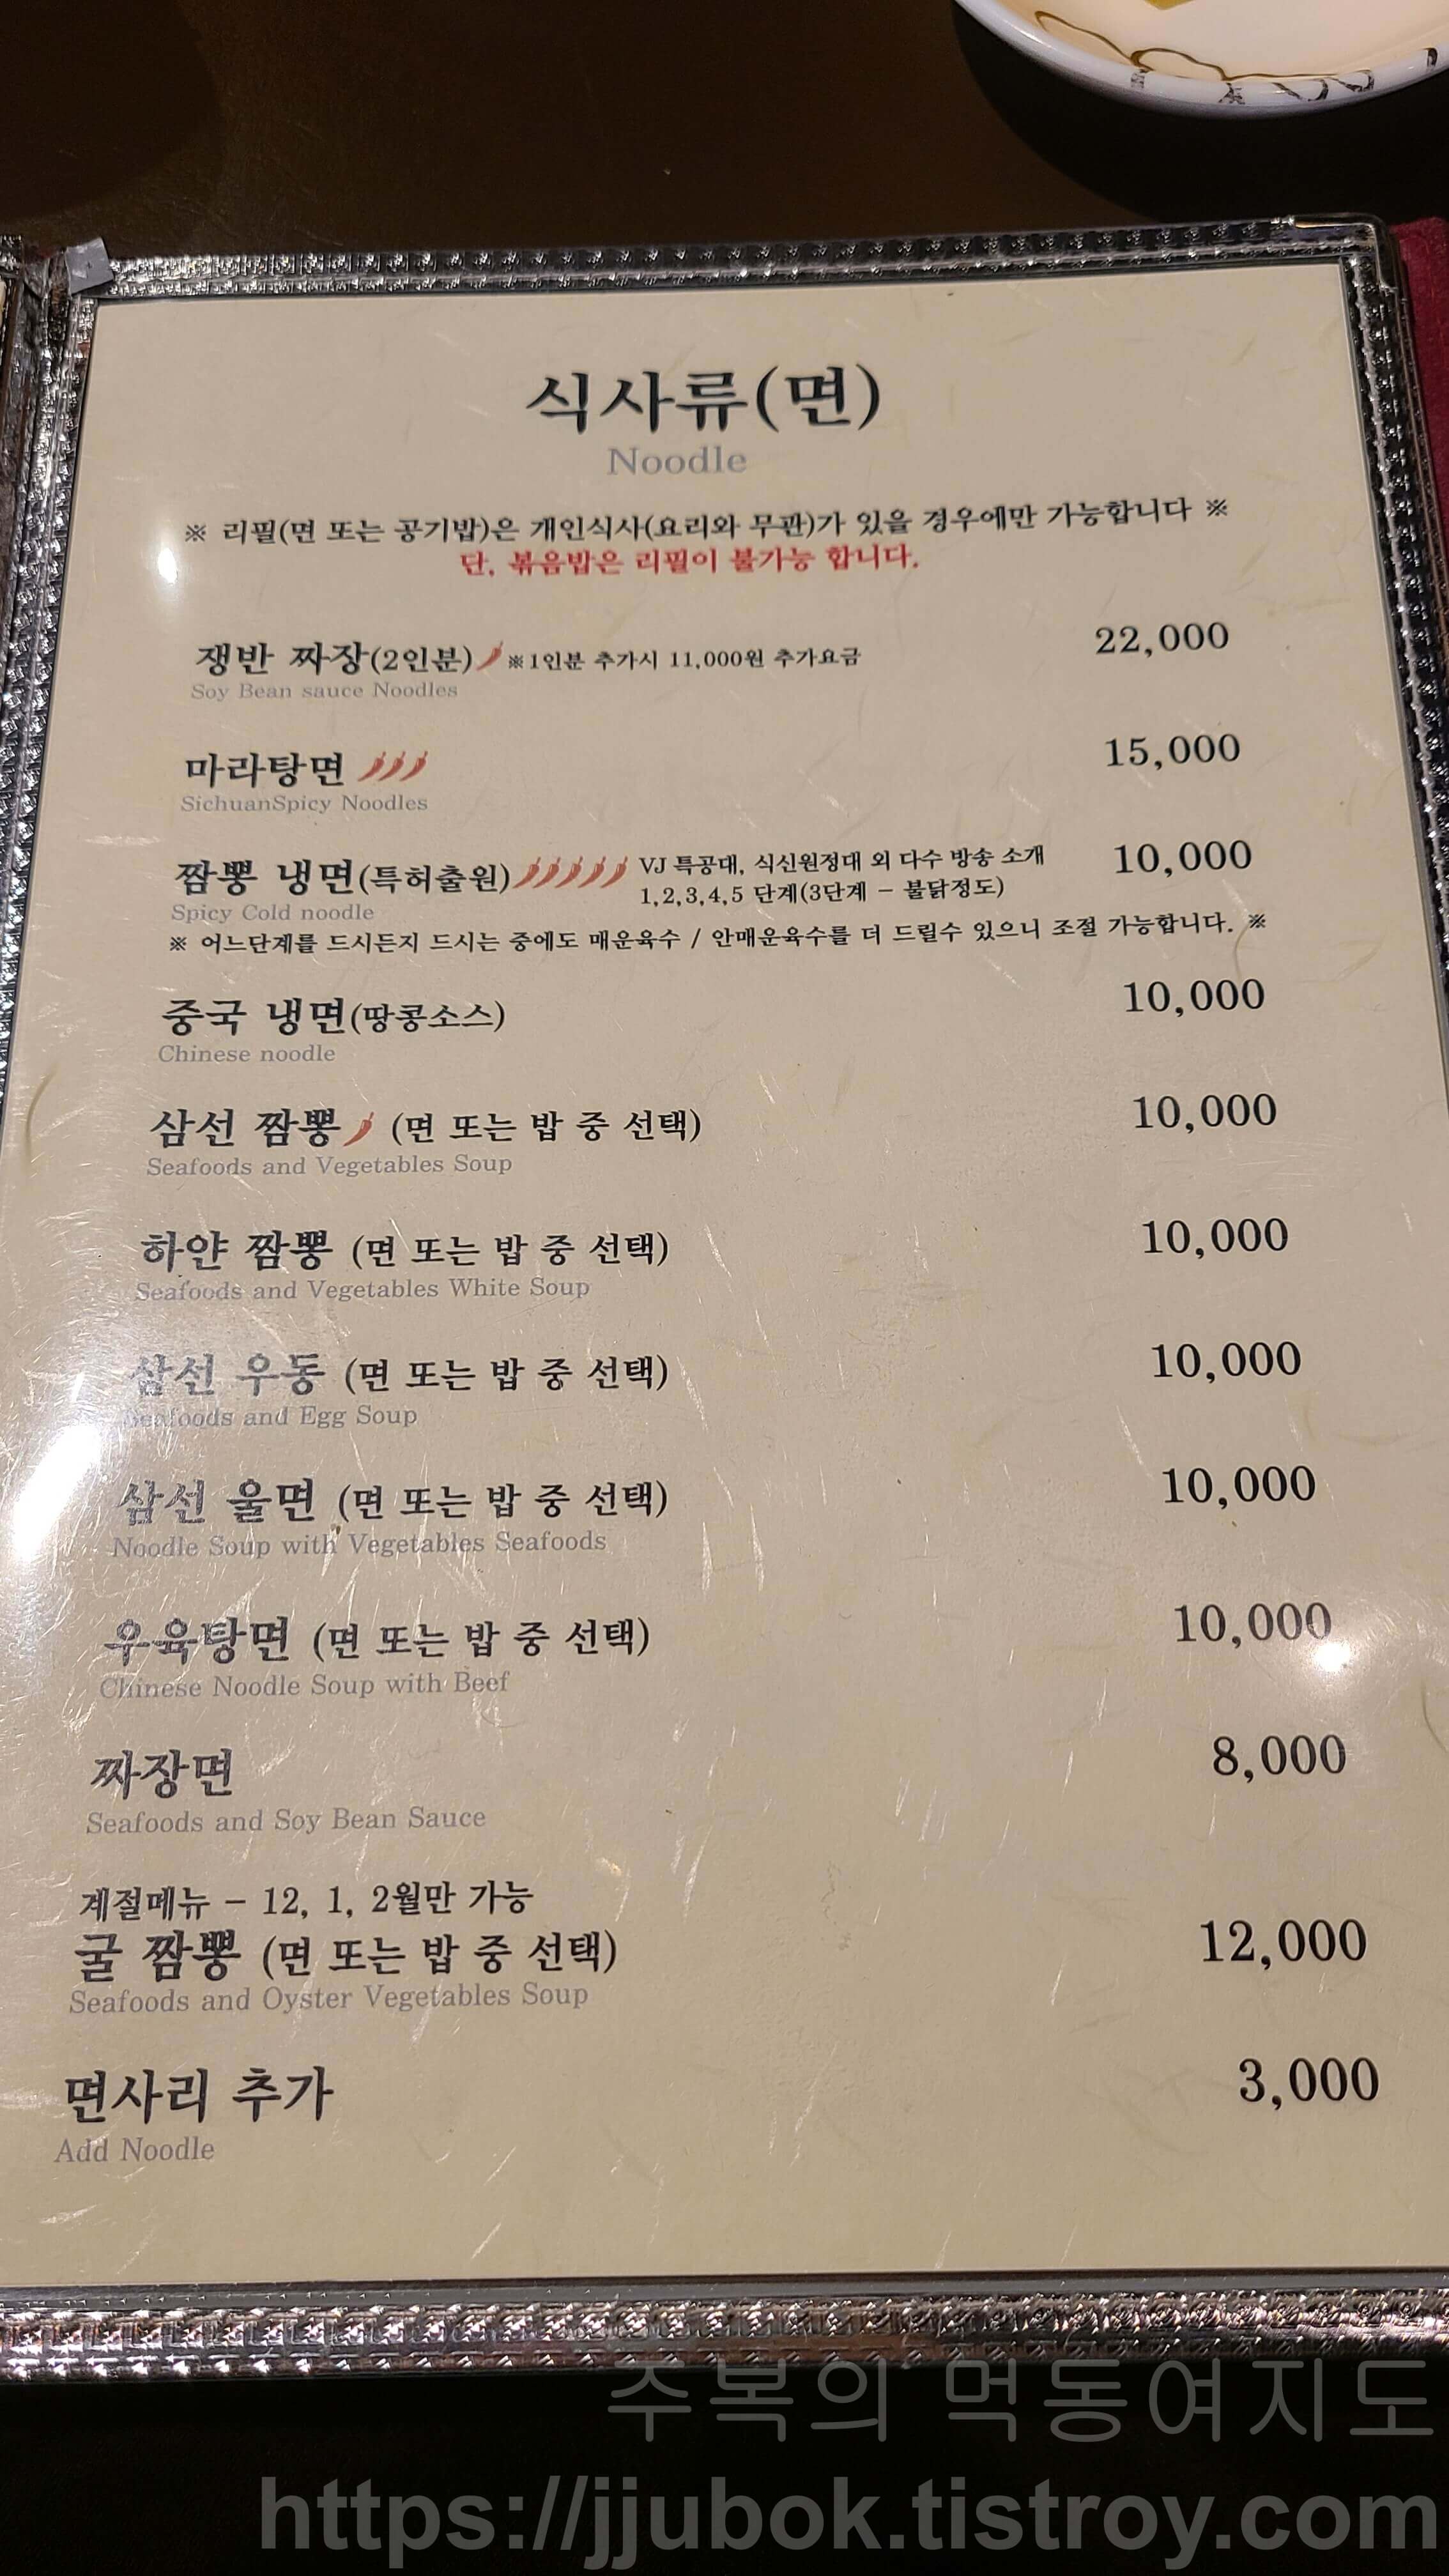 식사류(면)
Noodle
※ 리필(면 또는 공기밥)은 개인식사(요리와 무관)가 있을 경우에만 가능합니다 ※
단, 볶음밥은 리필이 불가능 합니다.
쟁반 짜장(2인분) ※1인분 추가시 11,000원 추가요금 22,000
Soy Bean sauce Noodles
마라탕면 15,000
SichuanSpicy Noodles
짬뽕 냉면(특허출원) VJ 특공대, 식신원정대 외 다수 방송 소개 10,000
1,2,3,4,5 단계(3단계 - 불닭정도)
Spicy Cold noodle
※ 어느단계를 드시든지 드시는 중에도 매운육수 / 안매운육수를 더 드릴수 있으니 조절 가능합니다. ※
중국 냉면(땅콩소스) 10,000
Chinese noodle
삼선 짬뽕 (면 또는 밥 중 선택) 10,000
Seafoods and Vegetables Soup
하얀 짬뽕 (면 또는 밥 중 선택) 10,000
Seafoods and Vegetables White Soup
삼선 우동 (면 또는 밥 중 선택) 10,000
Seafoods and Egg Soup
삼선 울면 (면 또는 밥 중 선택) 10,000
Noodle Soup with Vegetables Seafoods
우육탕면 (면 또는 밥 중 선택) 10,000
Chinese Noodle Soup with Beef
짜장면 8,000
Seafoods and Soy Bean Sauce
계절메뉴 - 12, 1, 2월만 가능
굴 짬뽕 (면 또는 밥 중 선택) 12,000
Seafoods and Oyster Vegetables Soup
면사리 추가 3,000
Add Noodle
주복의 먹동여지도
https://jjubok.tistroy.com